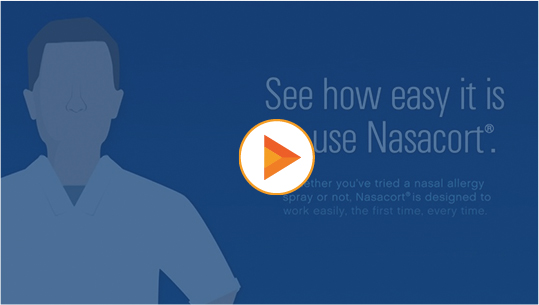 See how easy it is
use Nasacort®.
ther you've tried a nasal allergy
spray or not, Nasacort® is designed to
work easily, the first time, every time.